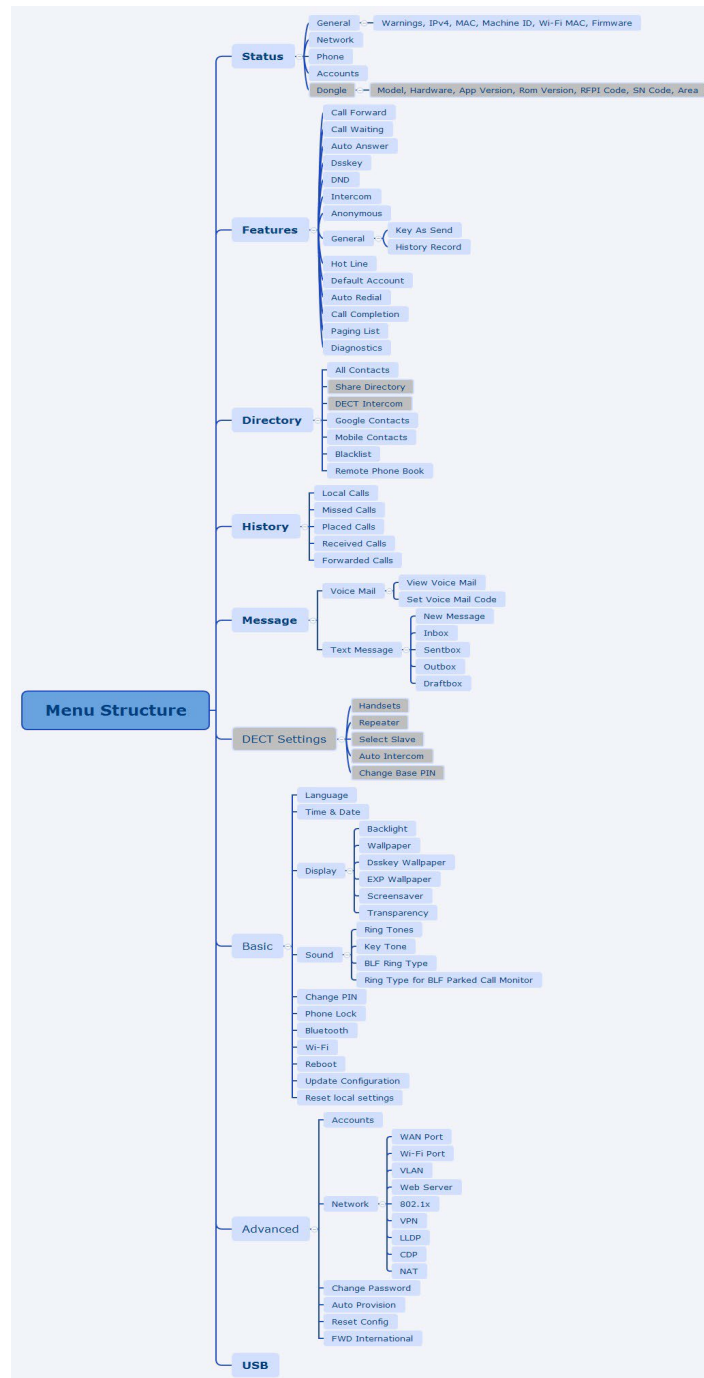 Menu Structure
Status
General
Warnings, IPv4, MAC, Machine ID, Wi-Fi MAC, Firmware
Network
Phone
Accounts
Dongle
Model, Hardware, App Version, Rom Version, RFPI Code, SN Code, Area
Features
Call Forward
Call Waiting
Auto Answer
Dsskey
DND
Intercom
Anonymous
General
Key As Send
History Record
Hot Line
Default Account
Auto Redial
Call Completion
Paging List
Diagnostics
Directory
All Contacts
Share Directory
DECT Intercom
Google Contacts
Mobile Contacts
Blacklist
Remote Phone Book
History
Local Calls
Missed Calls
Placed Calls
Received Calls
Forwarded Calls
Message
Voice Mail
View Voice Mail
Set Voice Mail Code
Text Message
New Message
Inbox
Sentbox
Outbox
Draftbox
DECT Settings
Handsets
Repeater
Select Slave
Auto Intercom
Change Base PIN
Basic
Language
Time & Date
Display
Backlight
Wallpaper
Dsskey Wallpaper
EXP Wallpaper
Screensaver
Transparency
Sound
Ring Tones
Key Tone
BLF Ring Type
Ring Type for BLF Parked Call Monitor
Change PIN
Phone Lock
Bluetooth
Wi-Fi
Reboot
Update Configuration
Reset local settings
Advanced
Accounts
Network
WAN Port
Wi-Fi Port
VLAN
Web Server
802.1x
VPN
LLDP
CDP
NAT
Change Password
Auto Provision
Reset Config
FWD International
USB